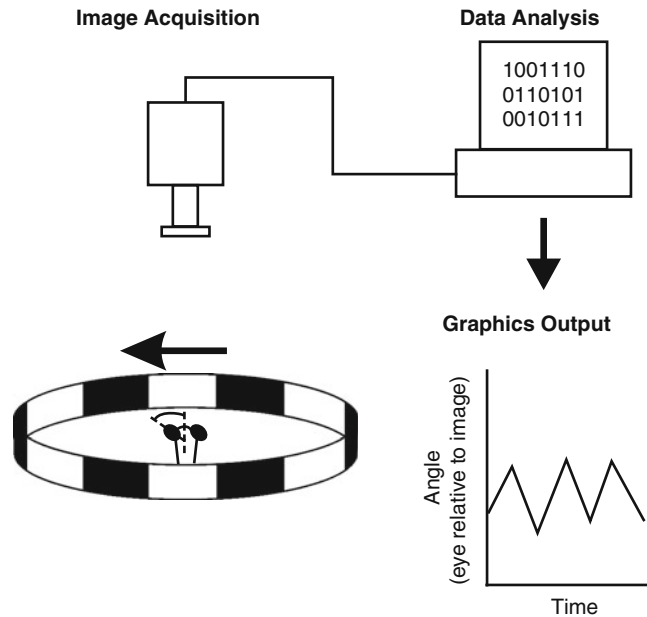 Image Acquisition
Data Analysis
1001110
0110101
0010111
Graphics Output
Angle
(eye relative to image)
Time